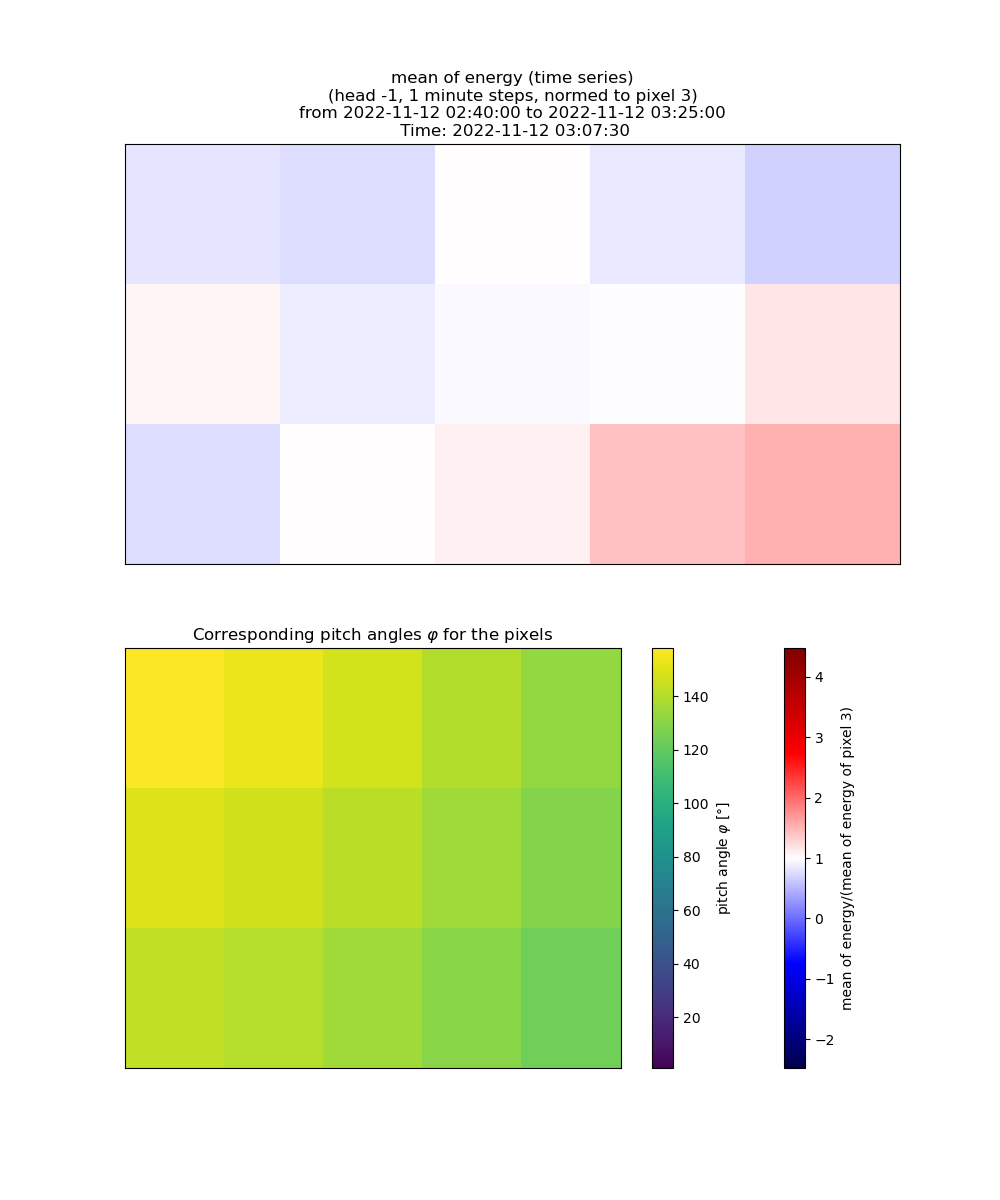 mean of energy (time series)
(head -1, 1 minute steps, normed to pixel 3)
from 2022-11-12 02:40:00 to 2022-11-12 03:25:00
Time: 2022-11-12 03:07:30
Corresponding pitch angles φ for the pixels
140
120
100
80
60
40
20
pitch angle φ [°]
4
3
2
1
0
−1
−2
mean of energy/(mean of energy of pixel 3)